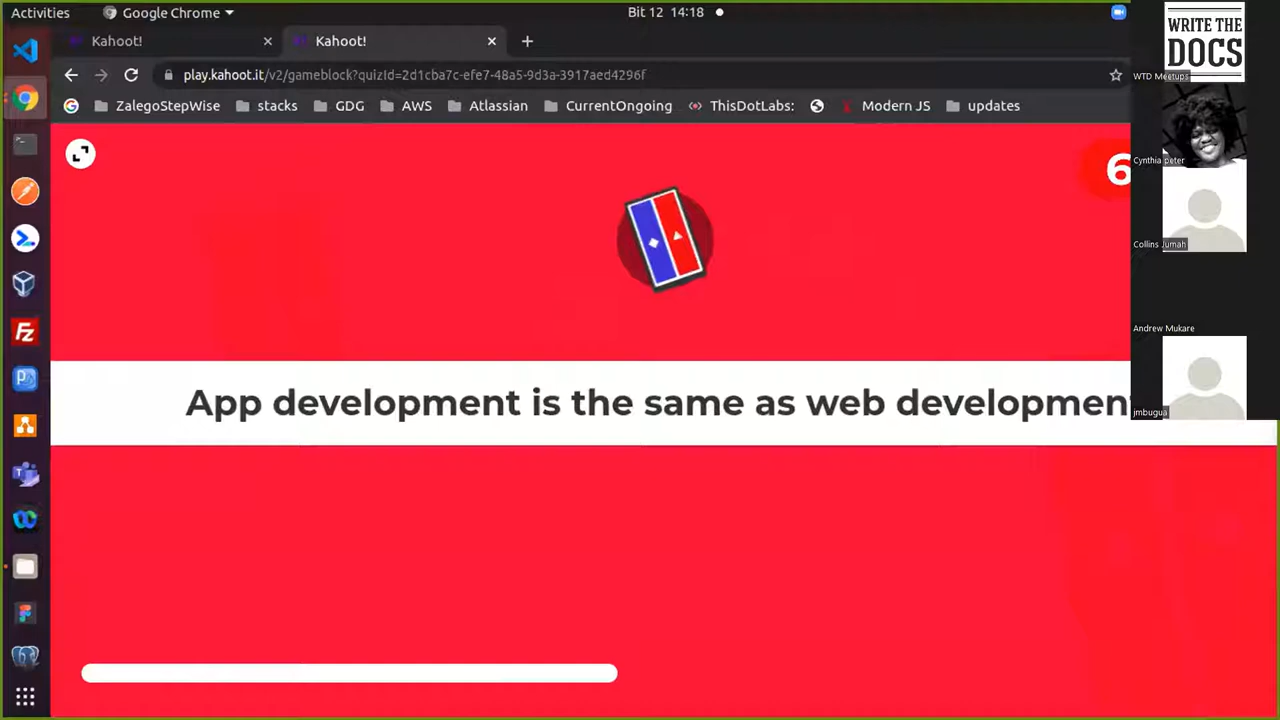 Activities
Google Chrome
Bit 12 14:18
Kahoot!
Kahoot!
play.kahoot.it/v2/gameblock?quizId=2d1cba7c-efe7-48a5-9d3a-3917aed4296f
ZalegoStepWise
stacks
GDG
AWS
Atlassian
CurrentOngoing
ThisDotLabs:
Modern JS
updates
6
App development is the same as web development
WRITE THE
DOCS
WTD Meetups
Cynthia peter
Collins Jumah
Andrew Mukare
jmbugua